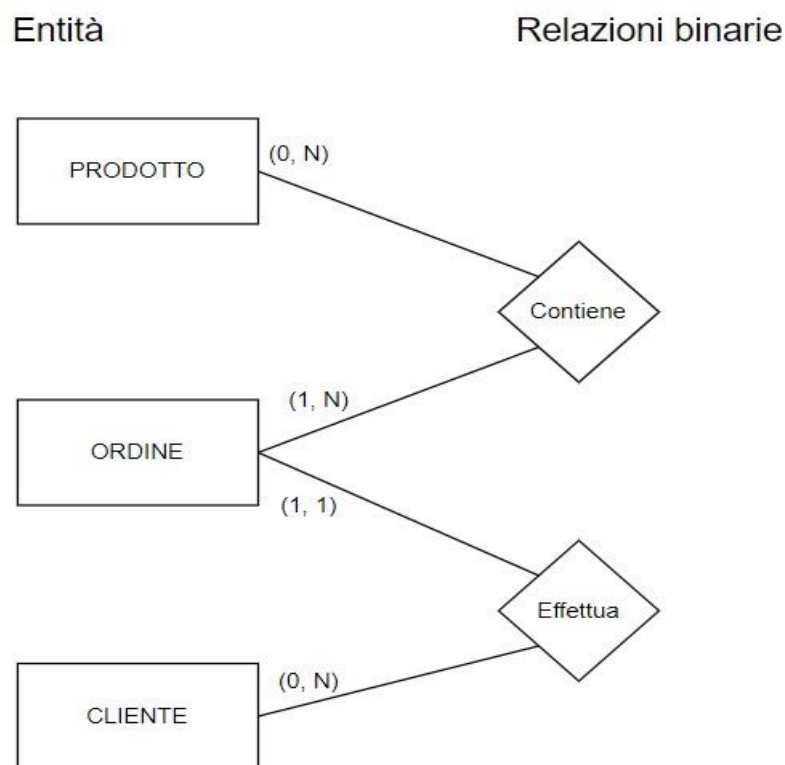 Entità
Relazioni binarie
PRODOTTO
(0, N)
Contiene
(1, N)
ORDINE
(1, 1)
Effettua
(0, N)
CLIENTE